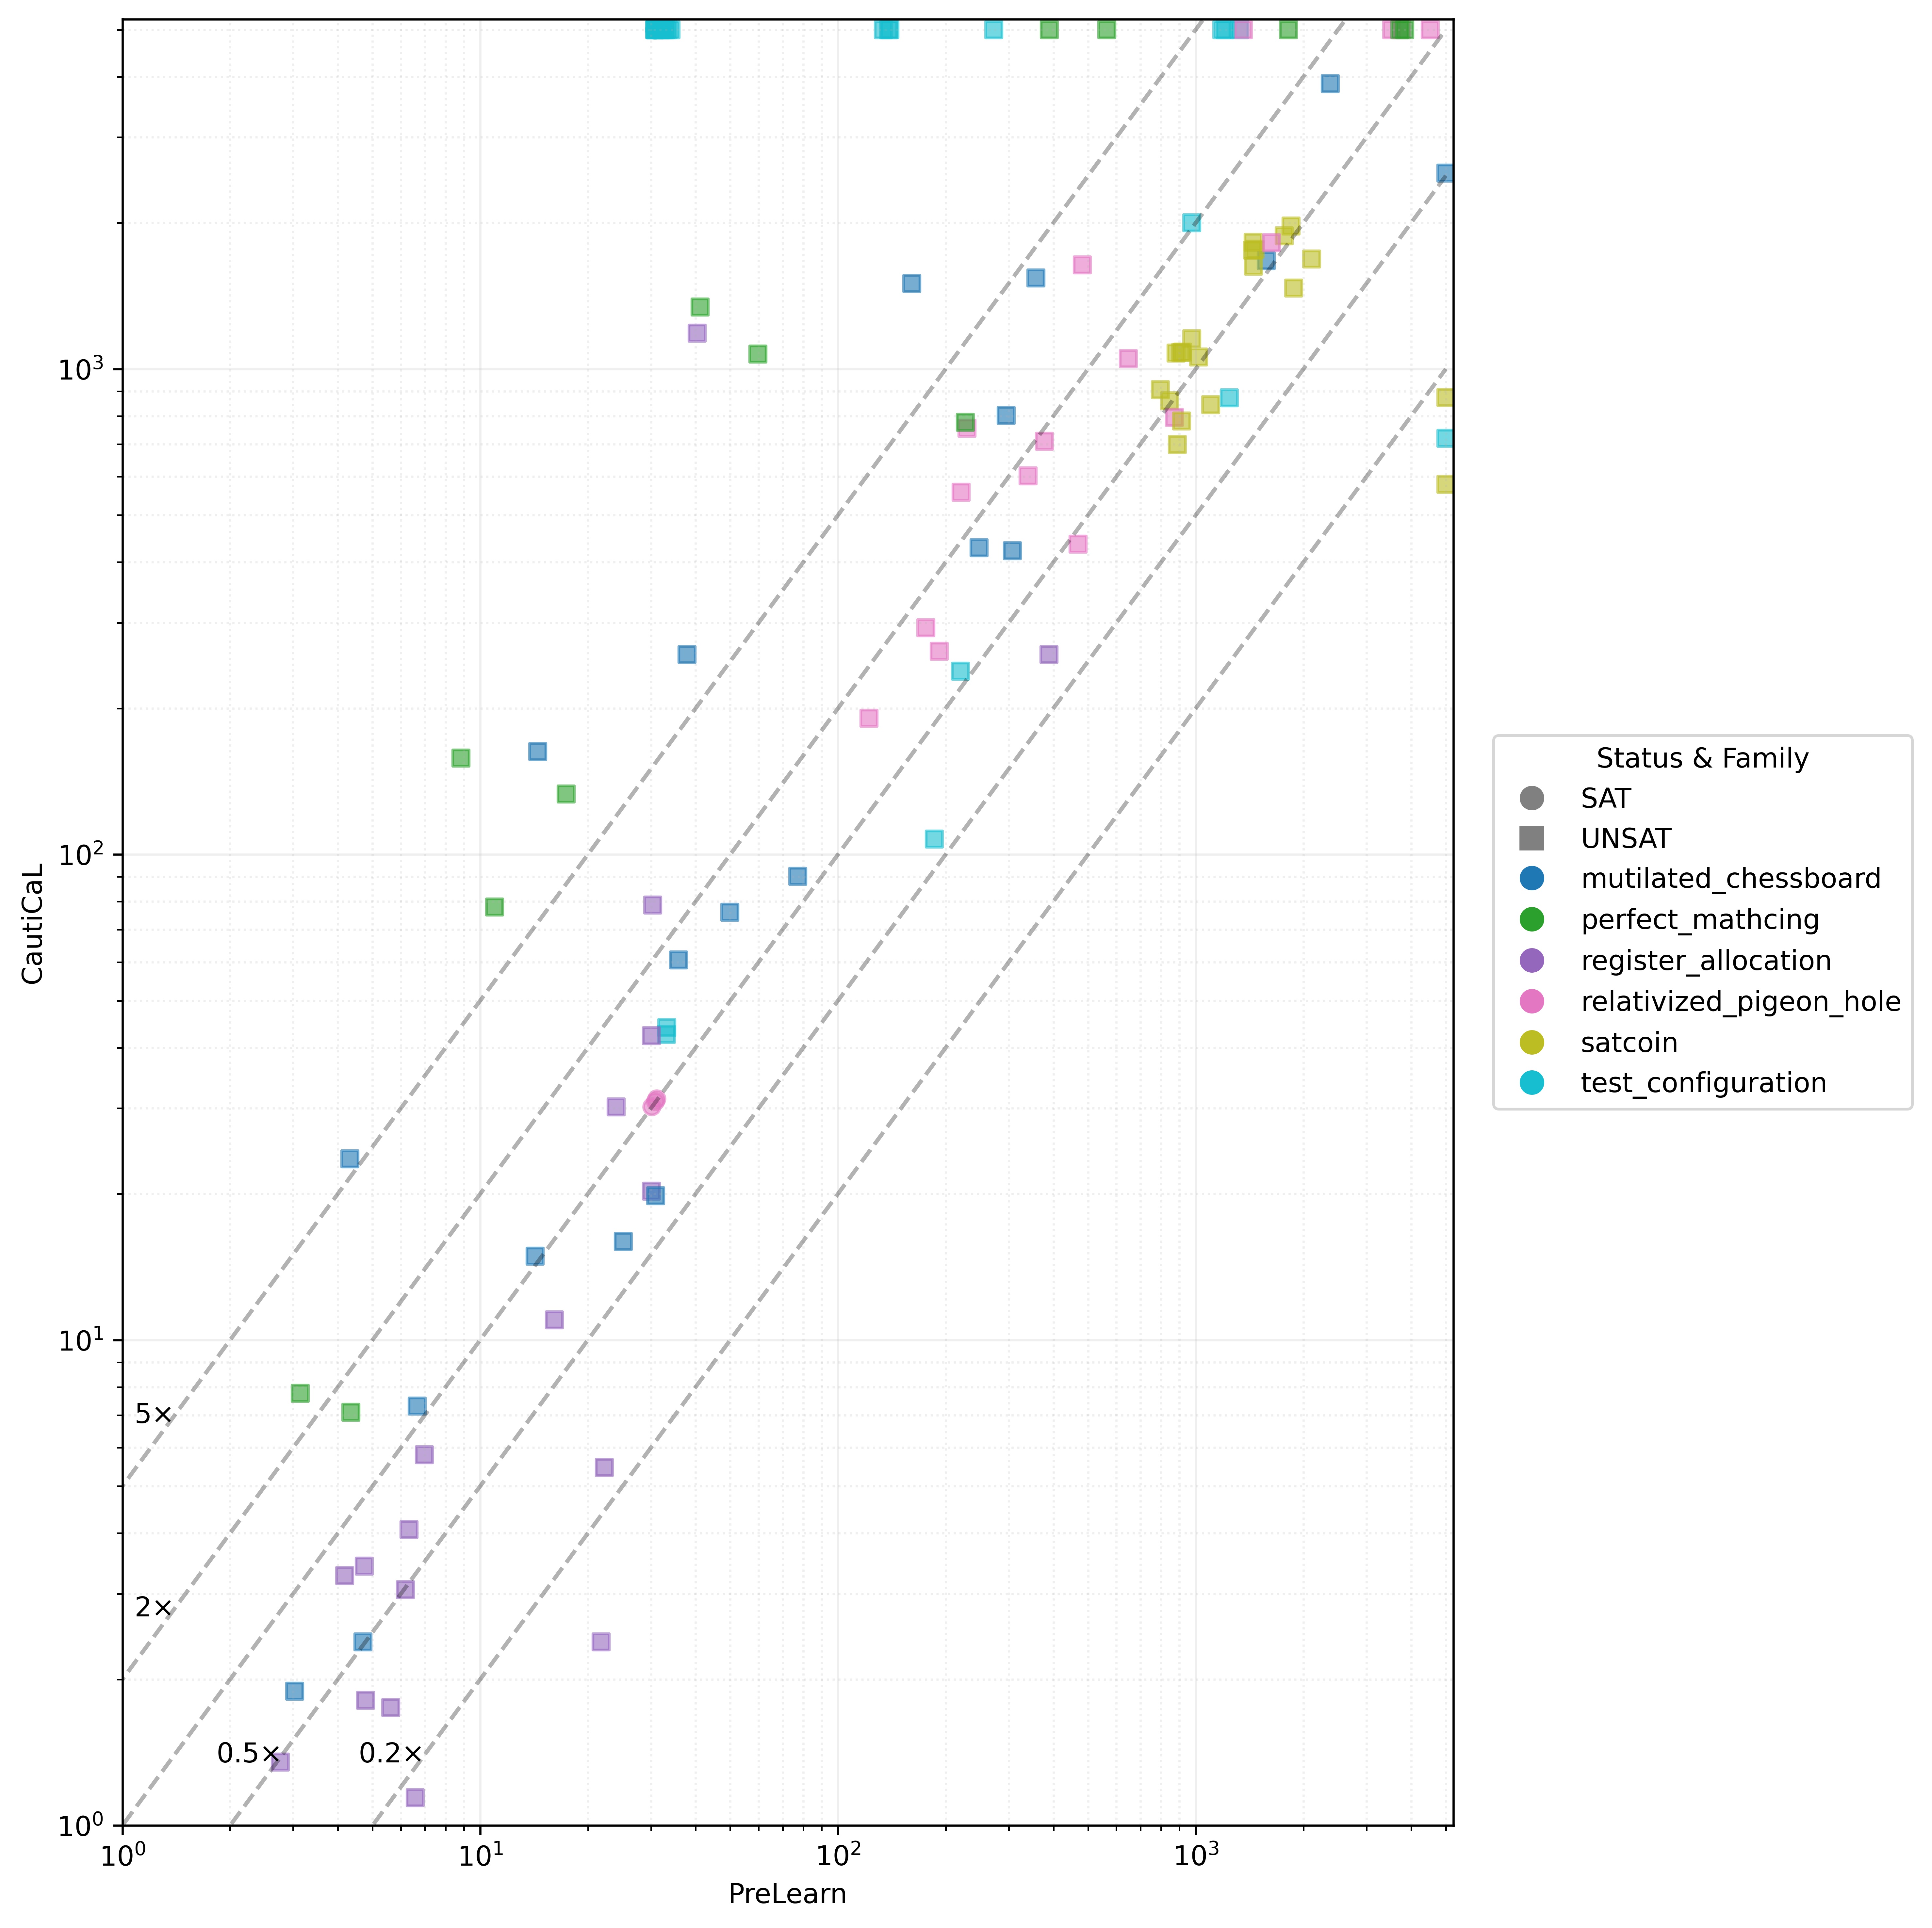 CautiCaL
10³
10²
10¹
10⁰
5×
2×
0.5×
0.2×
10⁰
10¹
10²
10³
PreLearn
Status & Family
SAT
UNSAT
mutilated_chessboard
perfect_mathcing
register_allocation
relativized_pigeon_hole
satcoin
test_configuration